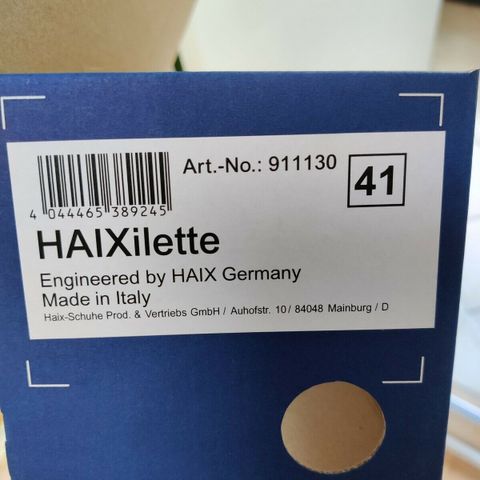 Art.-No.: 911130
41
4 044465 389245
HAIXilette
Engineered by HAIX Germany
Made in Italy
Haix-Schuhe Prod. & Vertriebs GmbH / Auhofstr. 10 / 84048 Mainburg / D